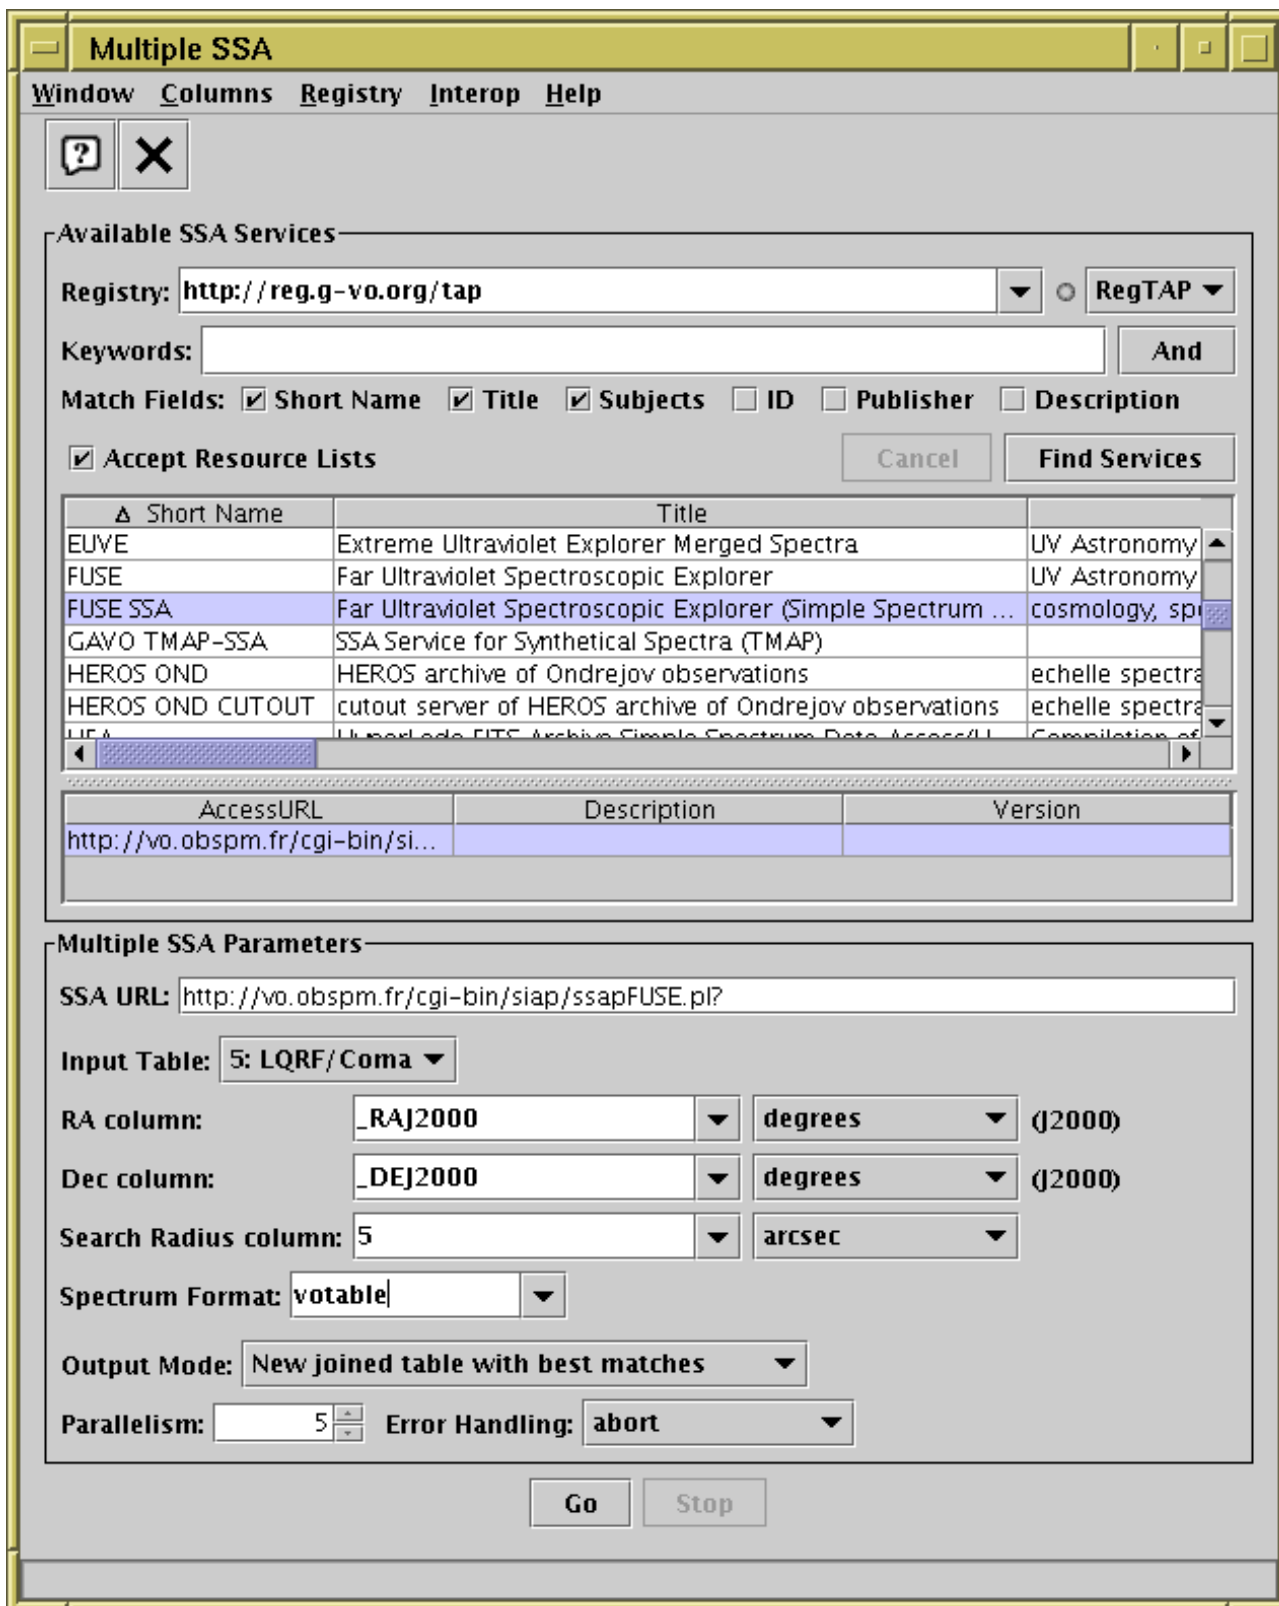 Multiple SSA
Window Columns Registry Interop Help
Available SSA Services
Registry: http://reg.g-vo.org/tap RegTAP
Keywords: And
Match Fields: Short Name Title Subjects ID Publisher Description
Accept Resource Lists Cancel Find Services
Δ Short Name Title
EUVE Extreme Ultraviolet Explorer Merged Spectra UV Astronomy
FUSE Far Ultraviolet Spectroscopic Explorer UV Astronomy
FUSE SSA Far Ultraviolet Spectroscopic Explorer (Simple Spectrum ... cosmology, spe
GAVO TMAP-SSA SSA Service for Synthetical Spectra (TMAP)
HEROS OND HEROS archive of Ondrejov observations echelle spectra
HEROS OND CUTOUT cutout server of HEROS archive of Ondrejov observations echelle spectra
AccessURL Description Version
http://vo.obspm.fr/cgi-bin/si...
Multiple SSA Parameters
SSA URL: http://vo.obspm.fr/cgi-bin/siap/ssapFUSE.pl?
Input Table: 5: LQRF/Coma
RA column: _RAJ2000 degrees (J2000)
Dec column: _DEJ2000 degrees (J2000)
Search Radius column: 5 arcsec
Spectrum Format: votable
Output Mode: New joined table with best matches
Parallelism: 5 Error Handling: abort
Go Stop